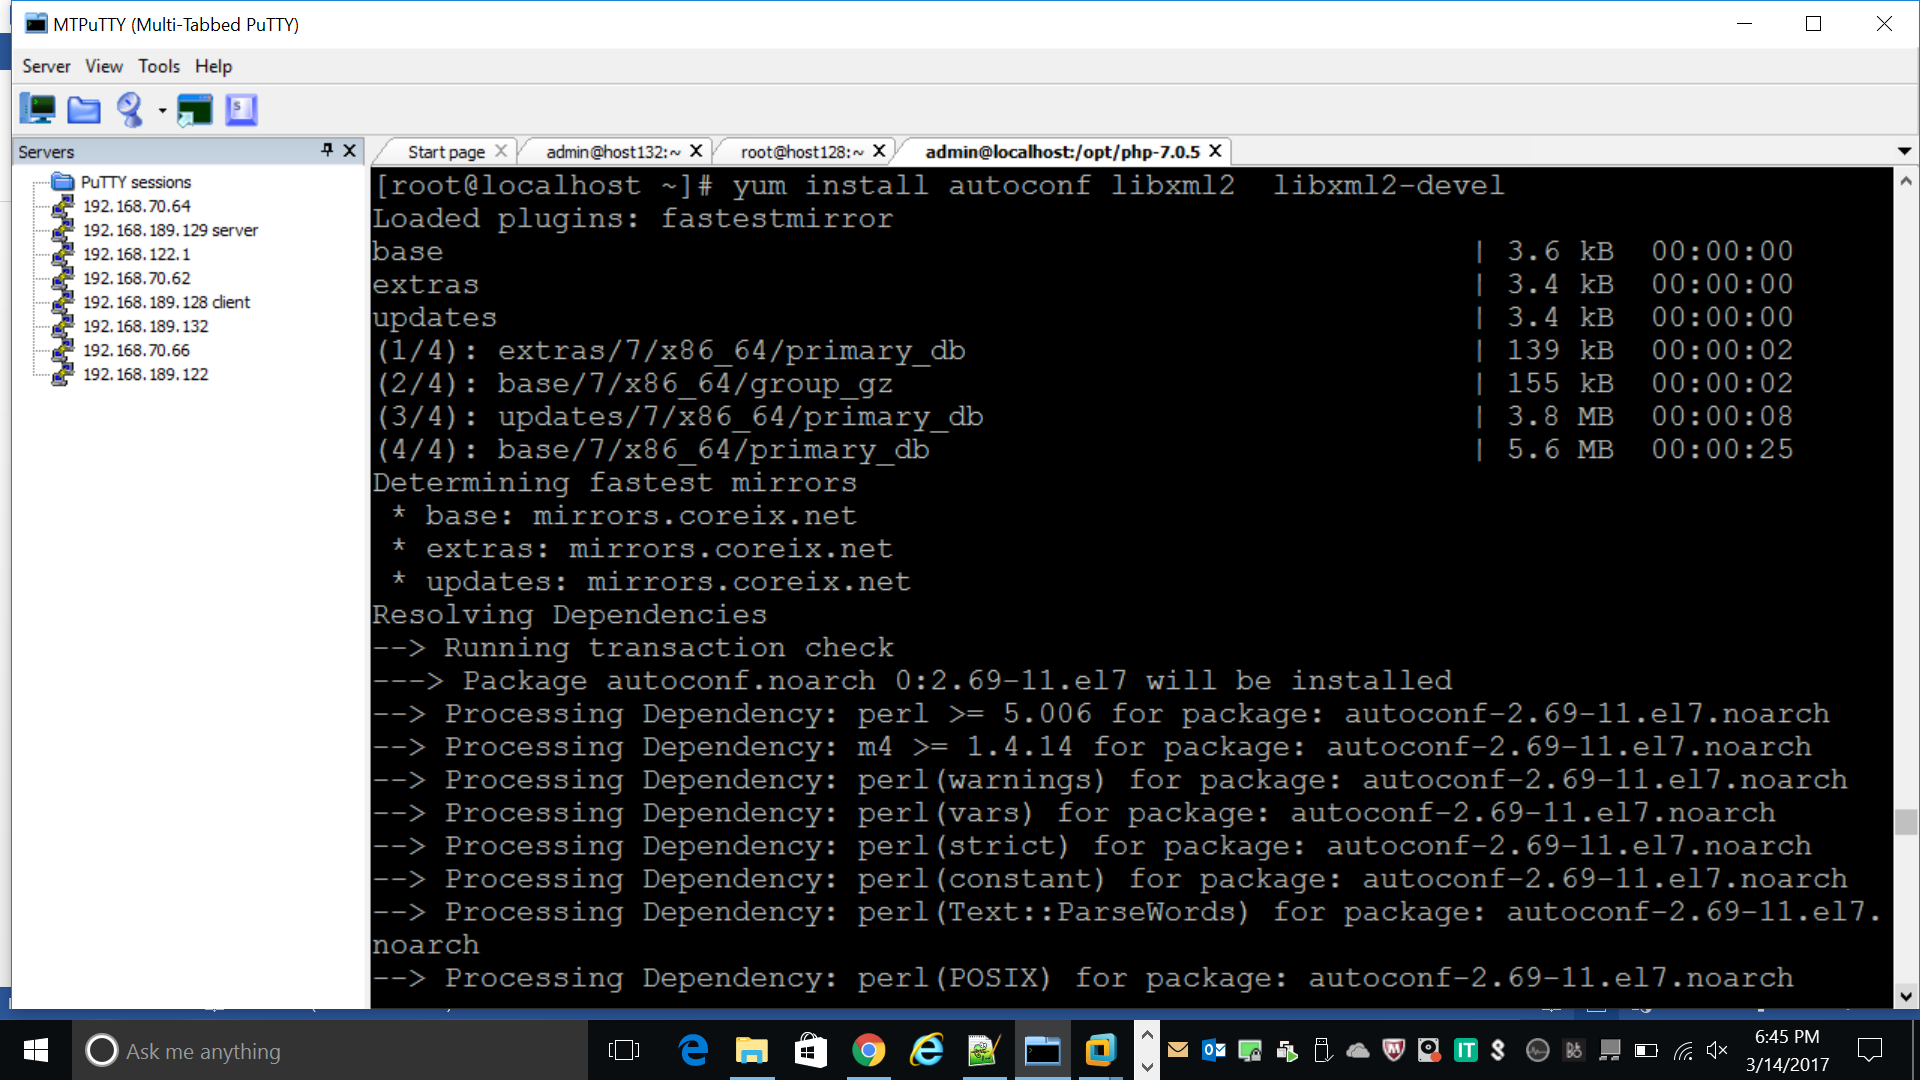 MTPuTTY (Multi-Tabbed PuTTY)
Server View Tools Help
Servers
PuTTY sessions
192.168.70.64
192.168.189.129 server
192.168.122.1
192.168.70.62
192.168.189.128 client
192.168.189.132
192.168.70.66
192.168.189.122
Start page
admin@host132:~
root@host128:~
admin@localhost:/opt/php-7.0.5
[root@localhost ~]# yum install autoconf libxml2  libxml2-devel
Loaded plugins: fastestmirror
base | 3.6 kB 00:00:00
extras | 3.4 kB 00:00:00
updates | 3.4 kB 00:00:00
(1/4): extras/7/x86_64/primary_db | 139 kB 00:00:02
(2/4): base/7/x86_64/group_gz | 155 kB 00:00:02
(3/4): updates/7/x86_64/primary_db | 3.8 MB 00:00:08
(4/4): base/7/x86_64/primary_db | 5.6 MB 00:00:25
Determining fastest mirrors
* base: mirrors.coreix.net
* extras: mirrors.coreix.net
* updates: mirrors.coreix.net
Resolving Dependencies
--> Running transaction check
---> Package autoconf.noarch 0:2.69-11.el7 will be installed
--> Processing Dependency: perl >= 5.006 for package: autoconf-2.69-11.el7.noarch
--> Processing Dependency: m4 >= 1.4.14 for package: autoconf-2.69-11.el7.noarch
--> Processing Dependency: perl(warnings) for package: autoconf-2.69-11.el7.noarch
--> Processing Dependency: perl(vars) for package: autoconf-2.69-11.el7.noarch
--> Processing Dependency: perl(strict) for package: autoconf-2.69-11.el7.noarch
--> Processing Dependency: perl(constant) for package: autoconf-2.69-11.el7.noarch
--> Processing Dependency: perl(Text::ParseWords) for package: autoconf-2.69-11.el7.
noarch
--> Processing Dependency: perl(POSIX) for package: autoconf-2.69-11.el7.noarch
Ask me anything
IT
6:45 PM
3/14/2017